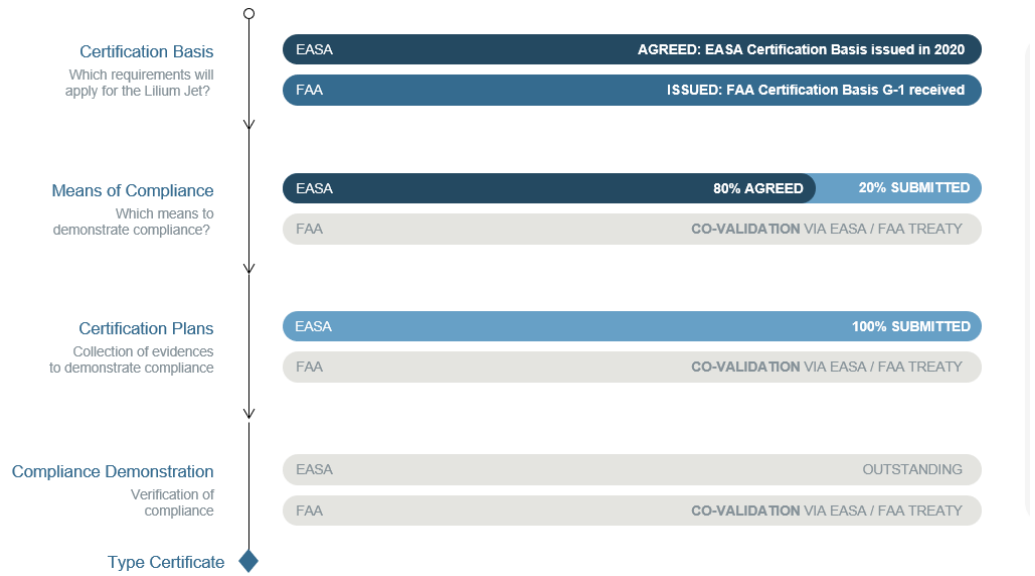 Certification Basis
Which requirements will
apply for the Lilium Jet?
EASA AGREED: EASA Certification Basis issued in 2020
FAA ISSUED: FAA Certification Basis G-1 received
Means of Compliance
Which means to
demonstrate compliance?
EASA 80% AGREED 20% SUBMITTED
FAA CO-VALIDATION VIA EASA / FAA TREATY
Certification Plans
Collection of evidences
to demonstrate compliance
EASA 100% SUBMITTED
FAA CO-VALIDATION VIA EASA / FAA TREATY
Compliance Demonstration
Verification of
compliance
EASA OUTSTANDING
FAA CO-VALIDATION VIA EASA / FAA TREATY
Type Certificate